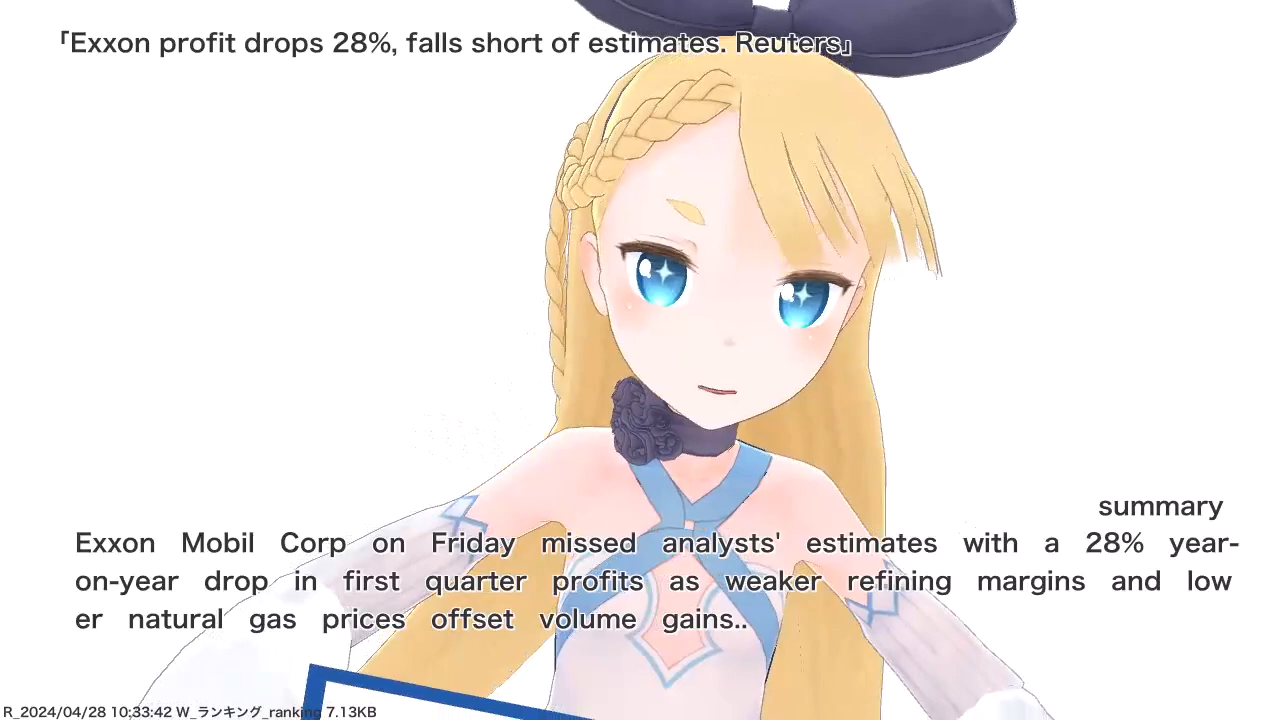 「Exxon profit drops 28%, falls short of estimates. Reuters」
summary
Exxon Mobil Corp on Friday missed analysts' estimates with a 28% year-
on-year drop in first quarter profits as weaker refining margins and low
er natural gas prices offset volume gains..
R_2024/04/28 10:33:42 W_ランキング_ranking 7.13KB